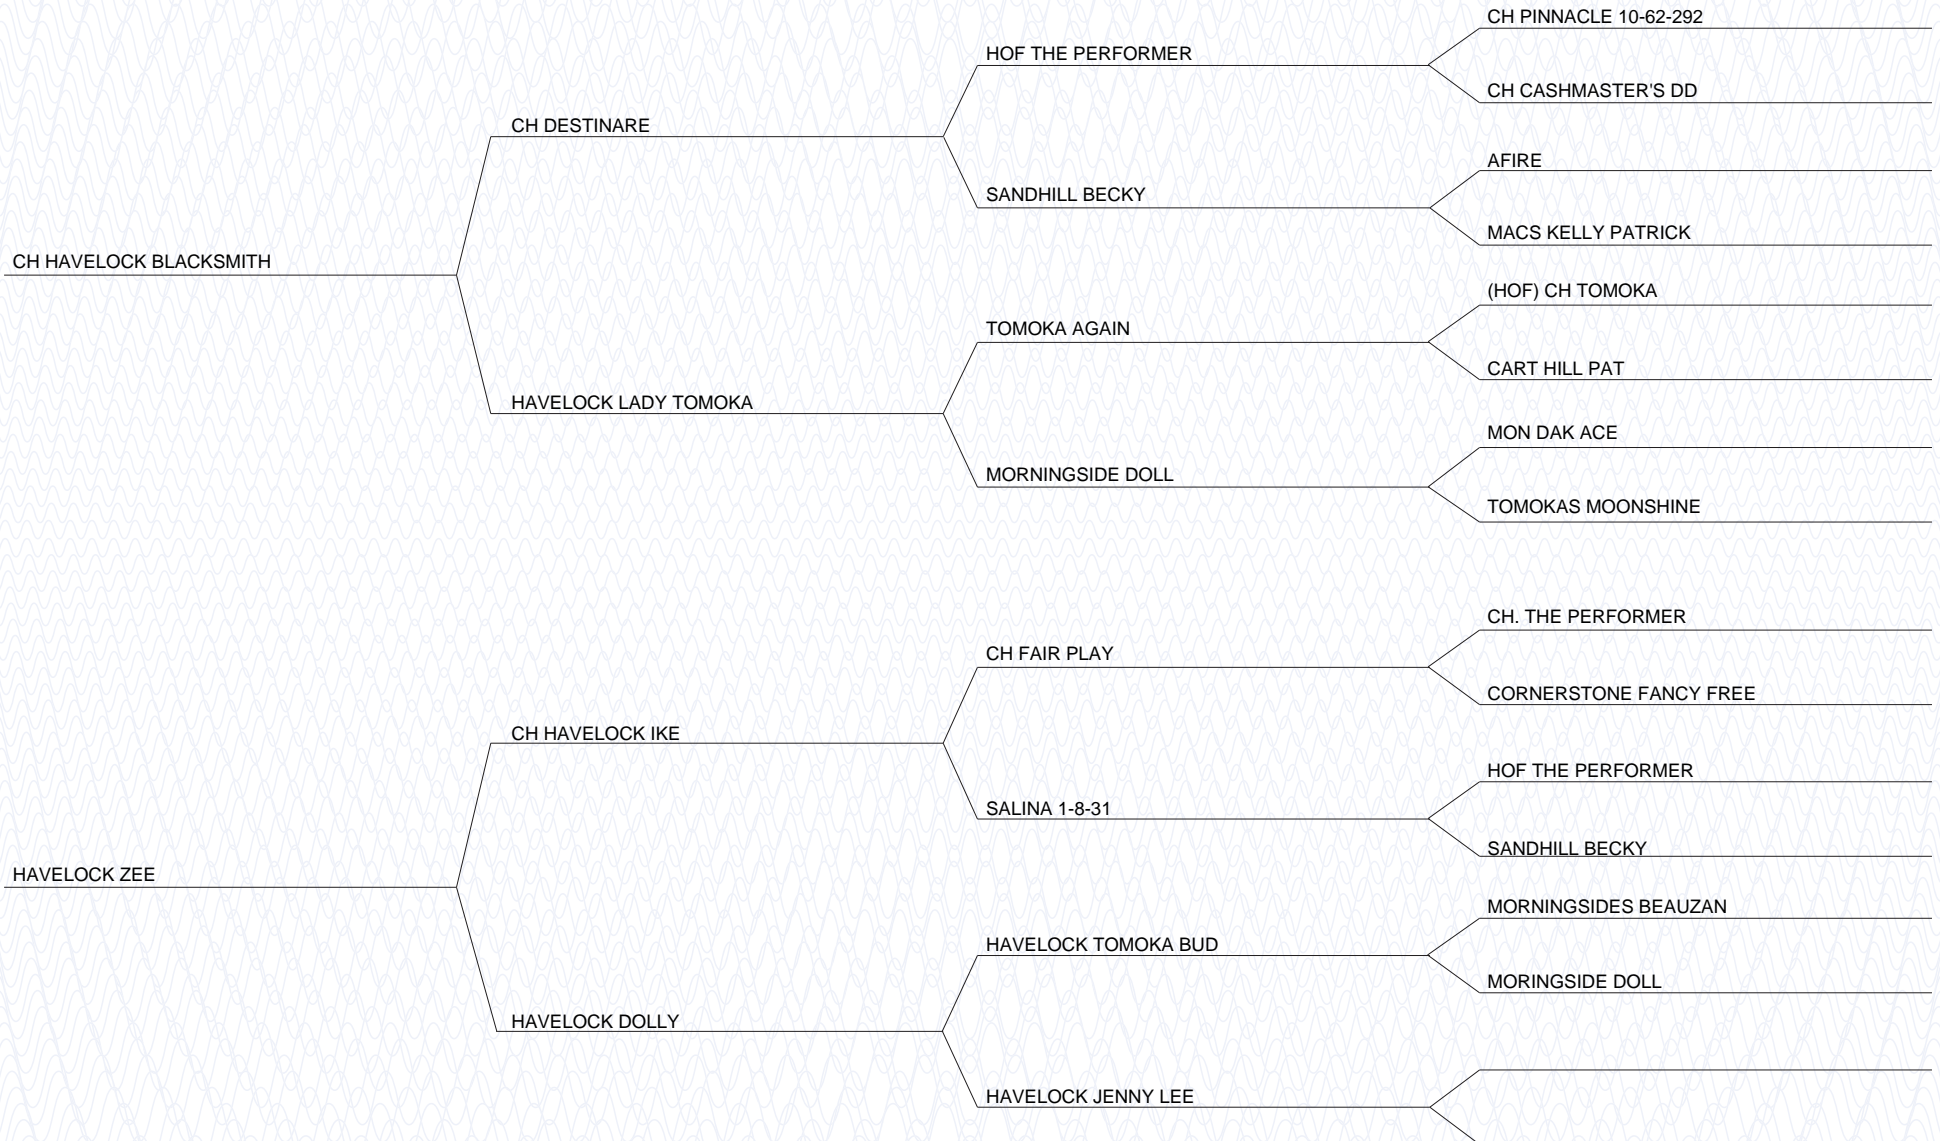 CH PINNACLE 10-62-292
HOF THE PERFORMER
CH CASHMASTER'S DD
CH DESTINARE
AFIRE
SANDHILL BECKY
MACS KELLY PATRICK
CH HAVELOCK BLACKSMITH
(HOF) CH TOMOKA
TOMOKA AGAIN
CART HILL PAT
HAVELOCK LADY TOMOKA
MON DAK ACE
MORNINGSIDE DOLL
TOMOKAS MOONSHINE
CH. THE PERFORMER
CH FAIR PLAY
CORNERSTONE FANCY FREE
CH HAVELOCK IKE
HOF THE PERFORMER
SALINA 1-8-31
SANDHILL BECKY
HAVELOCK ZEE
MORNINGSIDES BEAUZAN
HAVELOCK TOMOKA BUD
MORINGSIDE DOLL
HAVELOCK DOLLY
HAVELOCK JENNY LEE